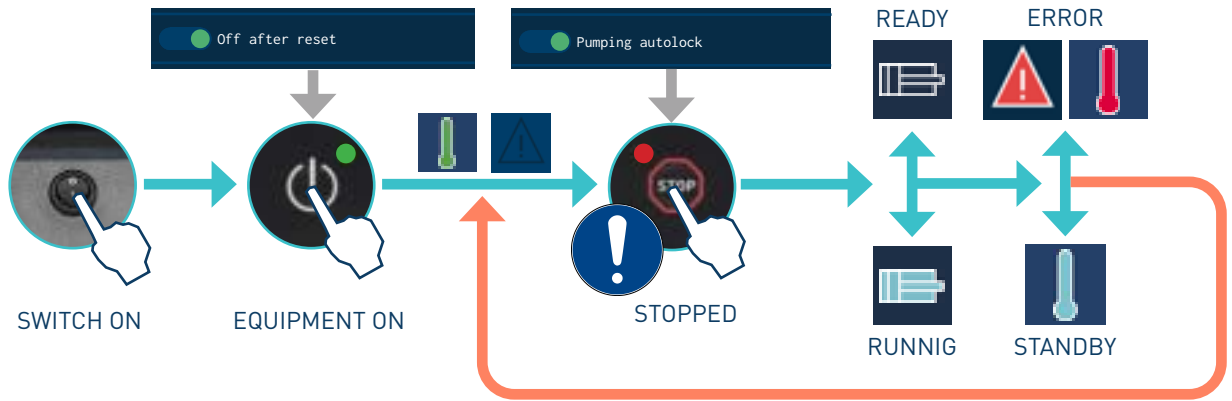 READY
ERROR
Off after reset
Pumping autolock
STOP
SWITCH ON
EQUIPMENT ON
STOPPED
RUNNIG
STANDBY